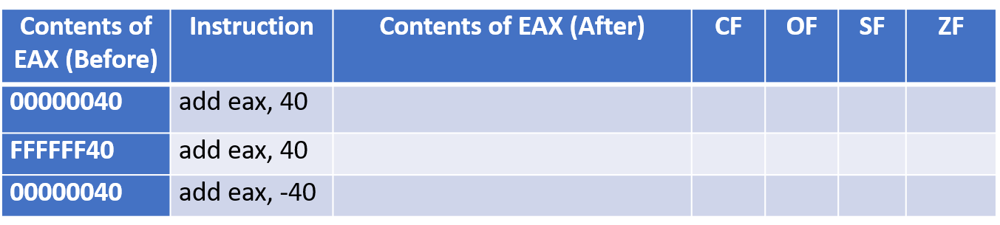 Contents of EAX (Before) Instruction Contents of EAX (After) CF OF SF ZF
00000040 add eax, 40
FFFFFF40 add eax, 40
00000040 add eax, -40